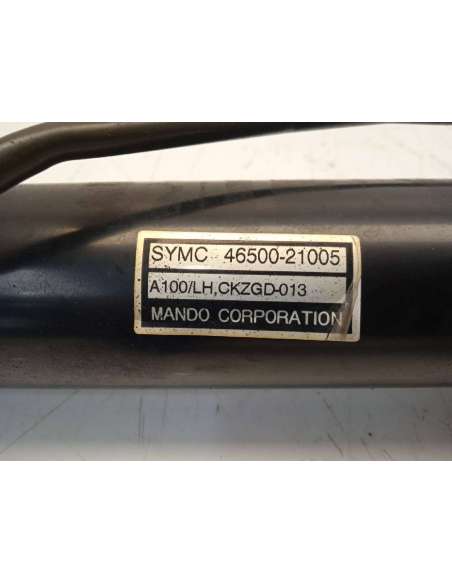 SYMC 46500-21005
A100/LH,CKZGD-013
MANDO CORPORATION